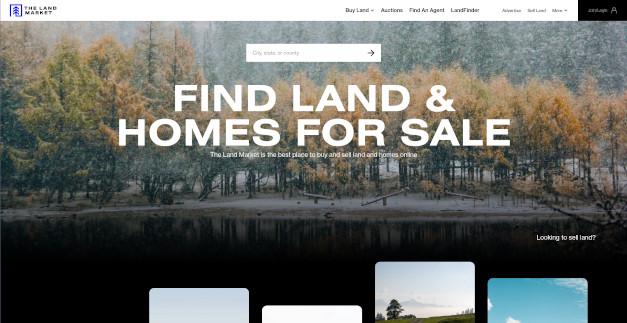 THE LAND
MARKET
Buy Land Auctions Find An Agent LandFinder Advertise Sell Land More Join/Login
City, state, or county
FIND LAND &
HOMES FOR SALE
The Land Market is the best place to buy and sell land and homes online
Looking to sell land?